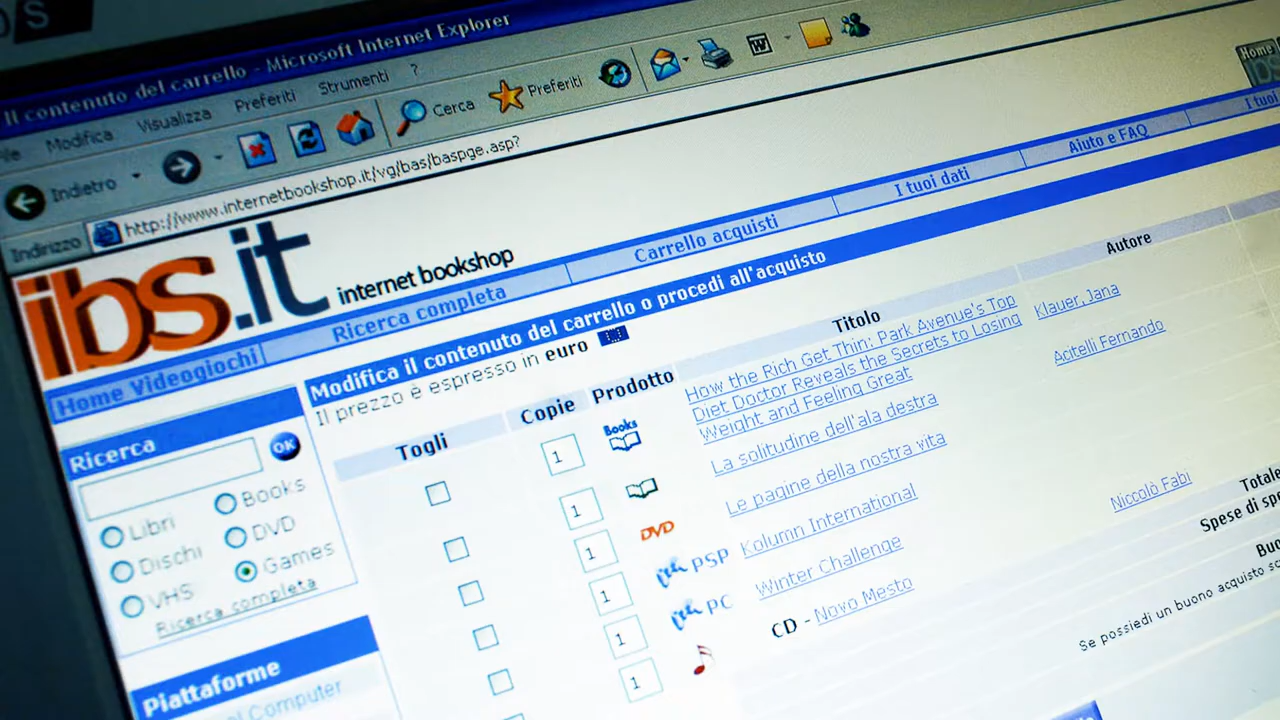 S
Il contenuto del carrello - Microsoft Internet Explorer
Modifica Visualizza Preferiti Strumenti ?
Indietro Cerca Preferiti
Indirizzo http://www.internetbookshop.it/vg/bas/baspge.asp?
Home
ibs.it internet bookshop
Home Videogiochi Ricerca completa Carrello acquisti I tuoi dati Aiuto e FAQ I tuoi
Modifica il contenuto del carrello o procedi all'acquisto
Il prezzo è espresso in euro
Ricerca
OK
Libri Books
Dischi DVD
VHS Games
Ricerca completa
Piattaforme
Computer
Togli Copie Prodotto Titolo Autore
1 Books How the Rich Get Thin: Park Avenue's Top
Diet Doctor Reveals the Secrets to Losing
Weight and Feeling Great Klauer, Jana
1 La solitudine dell'ala destra Acitelli Fernando
1 DVD Le pagine della nostra vita
1 PSP Kolumn International
1 PC Winter Challenge
1 CD - Novo Mesto Niccolò Fabi
Totale
Spese di
Se possiedi un buono acquisto